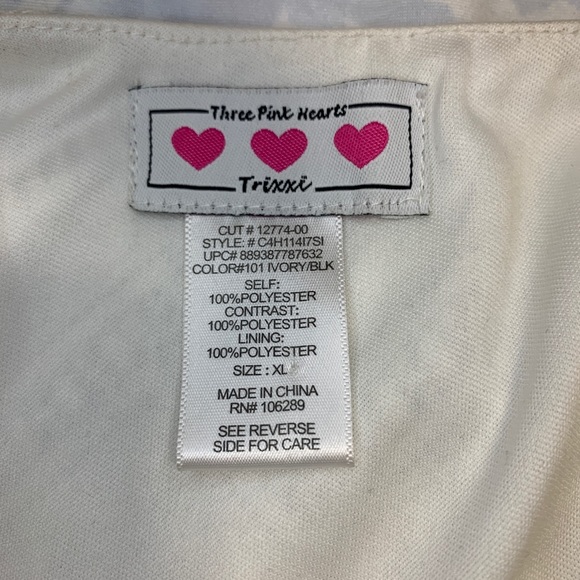 Three Pink Hearts
Trixxi
CUT # 12774-00
STYLE: # C4H114I7SI
UPC# 889387787632
COLOR#101 IVORY/BLK
SELF:
100%POLYESTER
CONTRAST:
100%POLYESTER
LINING:
100%POLYESTER
SIZE : XL
MADE IN CHINA
RN# 106289
SEE REVERSE
SIDE FOR CARE